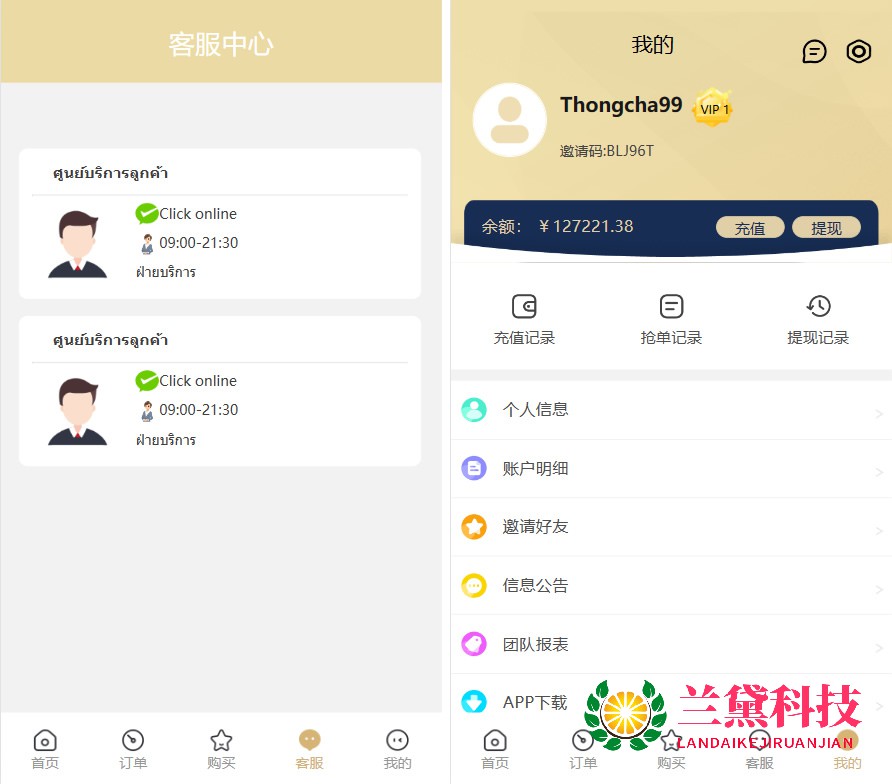 客服中心
ศูนย์บริการลูกค้า
Click online
09:00-21:30
ฝ่ายบริการ
ศูนย์บริการลูกค้า
Click online
09:00-21:30
ฝ่ายบริการ
首页
订单
购买
客服
我的
我的
Thongcha99
VIP 1
邀请码:BLJ96T
余额: ￥127221.38
充值
提现
充值记录
抢单记录
提现记录
个人信息
账户明细
邀请好友
信息公告
团队报表
APP下载
兰黛科技
LANDAIKEJIRUANJIAN
首页
订单
购买
客服
我的